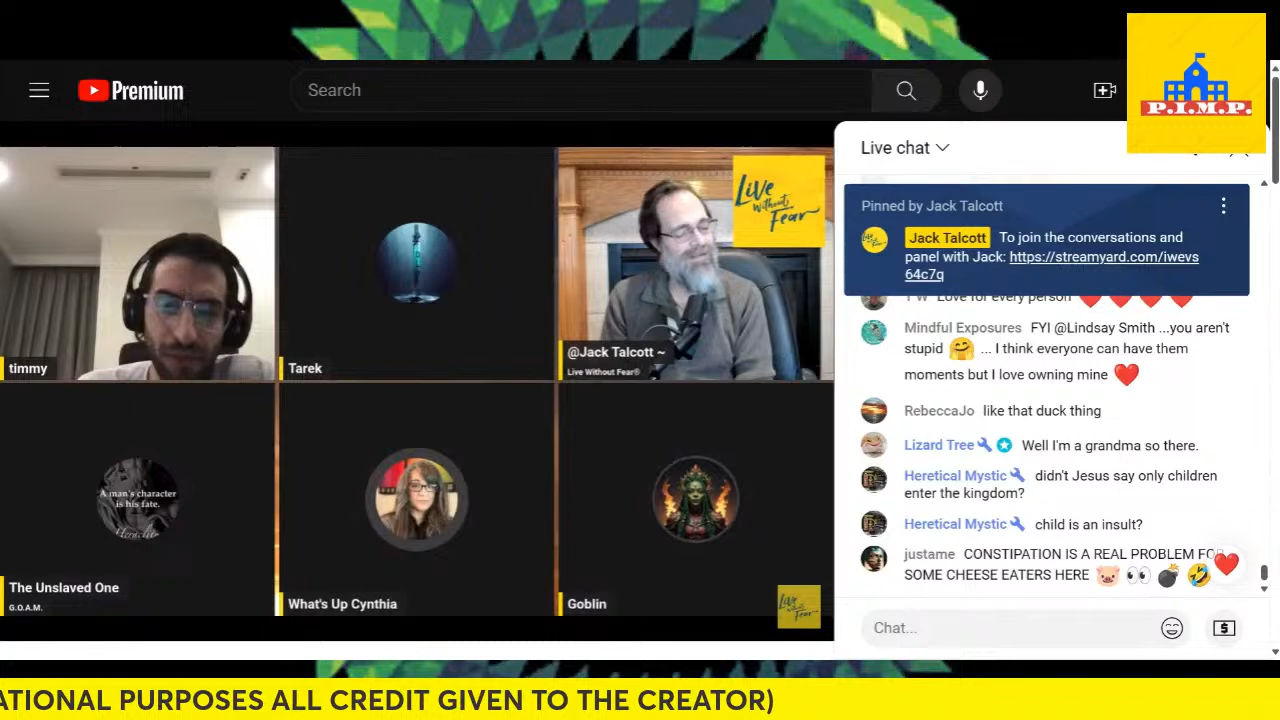 Premium
Search
P.I.M.P.
Live chat
Pinned by Jack Talcott
Jack Talcott To join the conversations and
panel with Jack: https://streamyard.com/iwevs
64c7q
Love for every person
Mindful Exposures FYI @Lindsay Smith ...you aren't
stupid 🤗 ... I think everyone can have them
moments but I love owning mine ❤️
RebeccaJo like that duck thing
Lizard Tree Well I'm a grandma so there.
Heretical Mystic didn't Jesus say only children
enter the kingdom?
Heretical Mystic child is an insult?
justame CONSTIPATION IS A REAL PROBLEM FOR
SOME CHEESE EATERS HERE 🐷 👀 💣 🤣
Chat...
Live
Without
Fear
timmy
Tarek
@Jack Talcott ~
Live Without Fear®
A man's character
is his fate.
The Unslaved One
G.O.A.M.
What's Up Cynthia
Goblin
Live
without
Fear
ATIONAL PURPOSES ALL CREDIT GIVEN TO THE CREATOR)